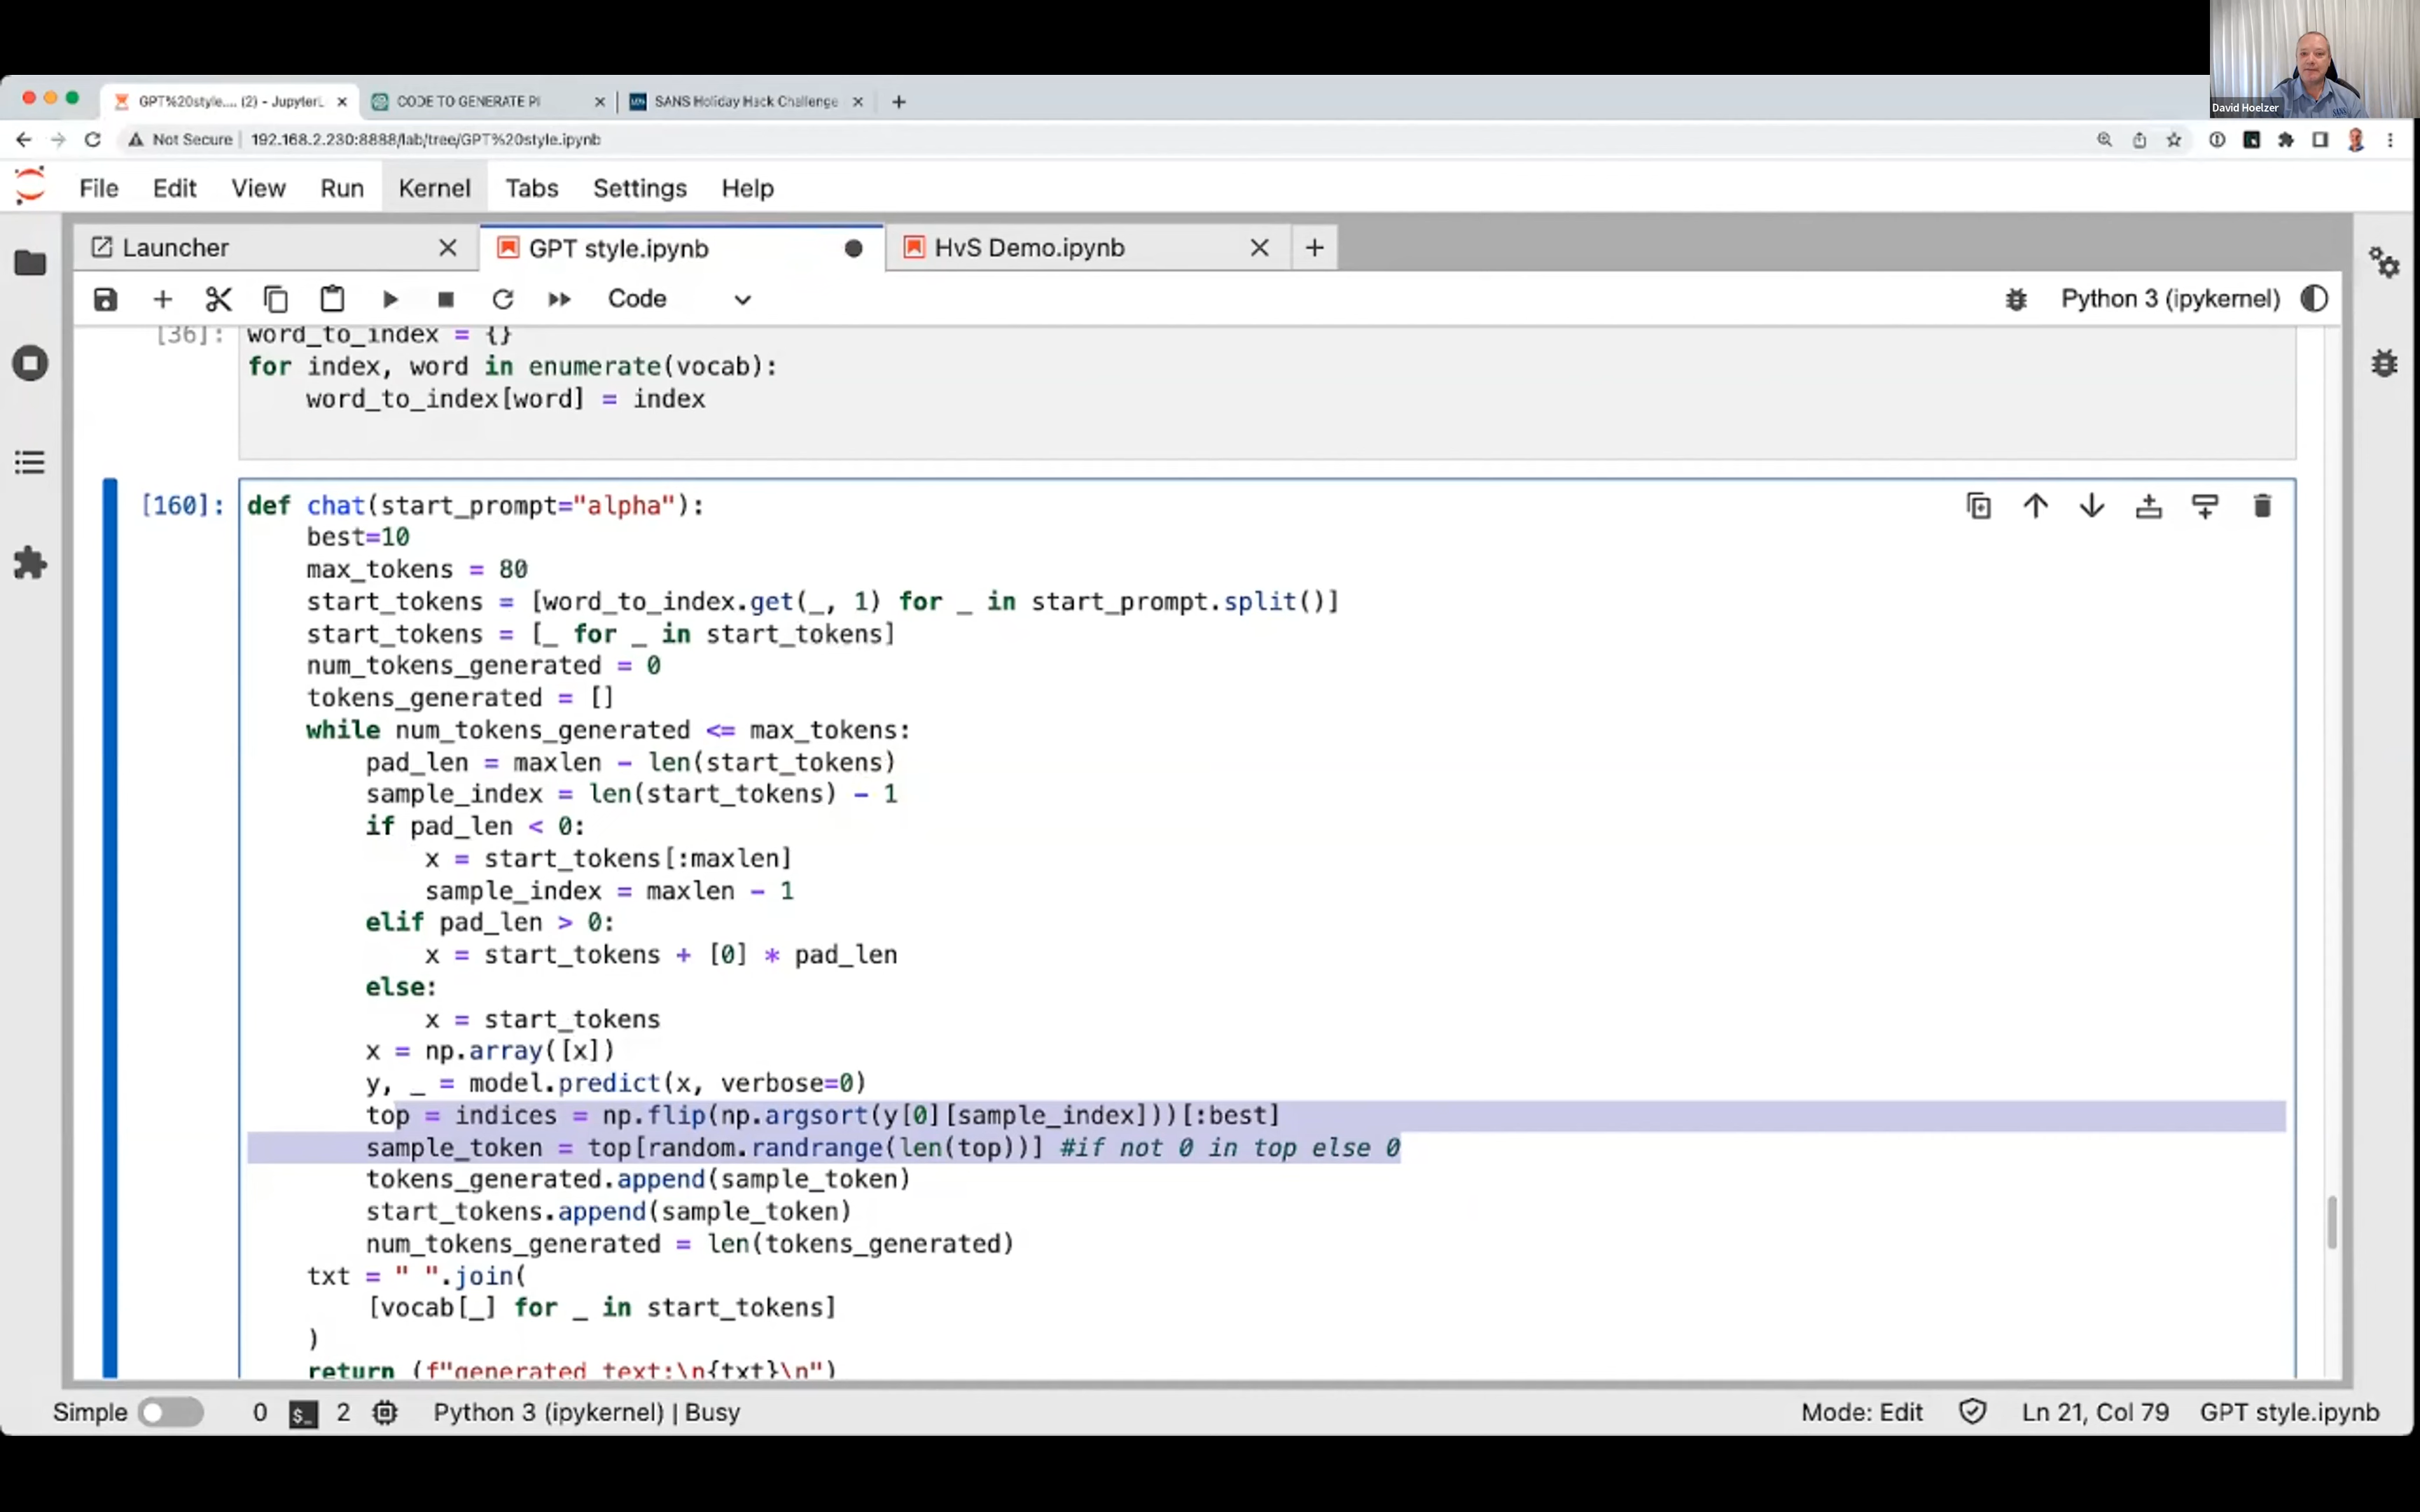 David Hoelzer
GPT%20style.... (2) - JupyterL
CODE TO GENERATE PI
SANS Holiday Hack Challenge
Not Secure
192.168.2.230:8888/lab/tree/GPT%20style.ipynb
File Edit View Run Kernel Tabs Settings Help
Launcher
GPT style.ipynb
HvS Demo.ipynb
Code
Python 3 (ipykernel)
[36]: word_to_index = {}
for index, word in enumerate(vocab):
    word_to_index[word] = index
[160]: def chat(start_prompt="alpha"):
    best=10
    max_tokens = 80
    start_tokens = [word_to_index.get(_, 1) for _ in start_prompt.split()]
    start_tokens = [_ for _ in start_tokens]
    num_tokens_generated = 0
    tokens_generated = []
    while num_tokens_generated <= max_tokens:
        pad_len = maxlen - len(start_tokens)
        sample_index = len(start_tokens) - 1
        if pad_len < 0:
            x = start_tokens[:maxlen]
            sample_index = maxlen - 1
        elif pad_len > 0:
            x = start_tokens + [0] * pad_len
        else:
            x = start_tokens
        x = np.array([x])
        y, _ = model.predict(x, verbose=0)
        top = indices = np.flip(np.argsort(y[0][sample_index]))[:best]
        sample_token = top[random.randrange(len(top))] #if not 0 in top else 0
        tokens_generated.append(sample_token)
        start_tokens.append(sample_token)
        num_tokens_generated = len(tokens_generated)
    txt = " ".join(
        [vocab[_] for _ in start_tokens]
    )
    return (f"generated text:\n{txt}\n")
Simple 0 $_ 2 Python 3 (ipykernel) | Busy
Mode: Edit Ln 21, Col 79 GPT style.ipynb